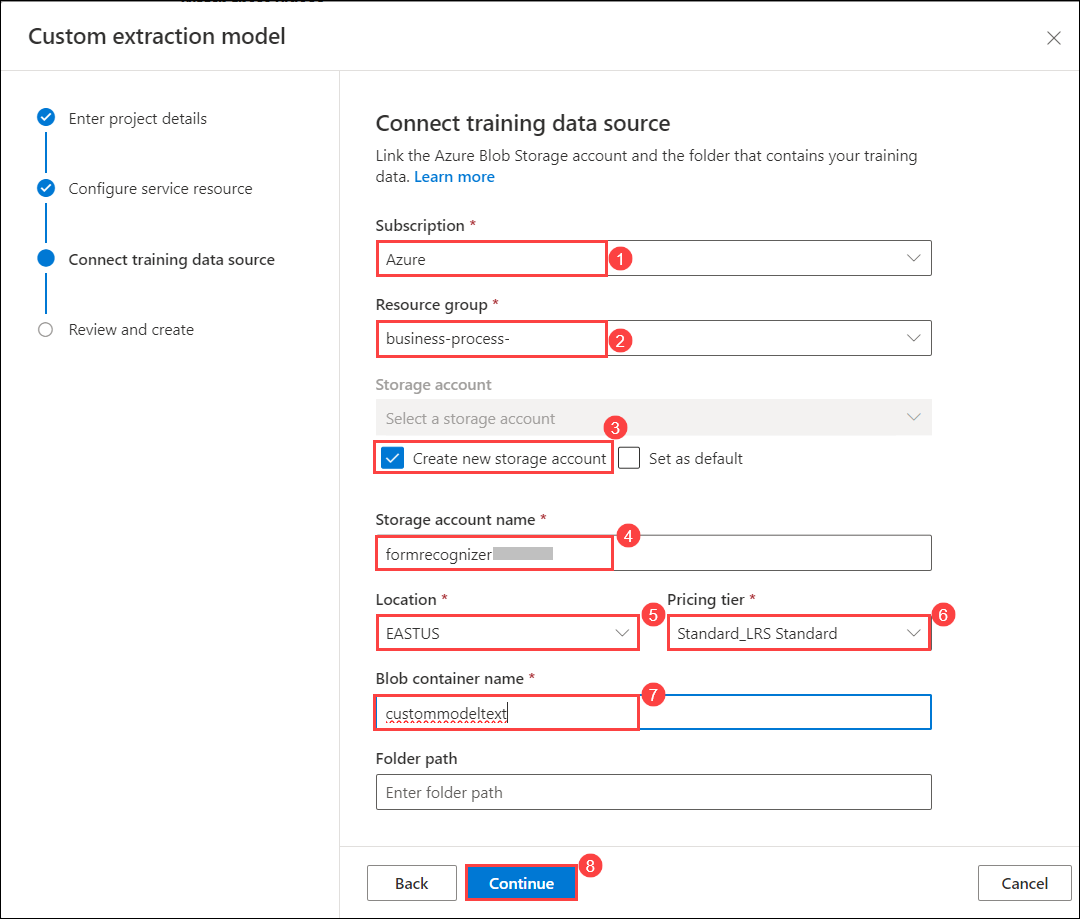 Custom extraction model
Enter project details
Configure service resource
Connect training data source
Review and create
Connect training data source
Link the Azure Blob Storage account and the folder that contains your training
data. Learn more
Subscription *
Azure
1
Resource group *
business-process-
2
Storage account
Select a storage account
3
Create new storage account
Set as default
Storage account name *
4
formrecognizer
Location *
5
Pricing tier *
6
EASTUS
Standard_LRS Standard
Blob container name *
7
custommodeltext
Folder path
Enter folder path
8
Back
Continue
Cancel